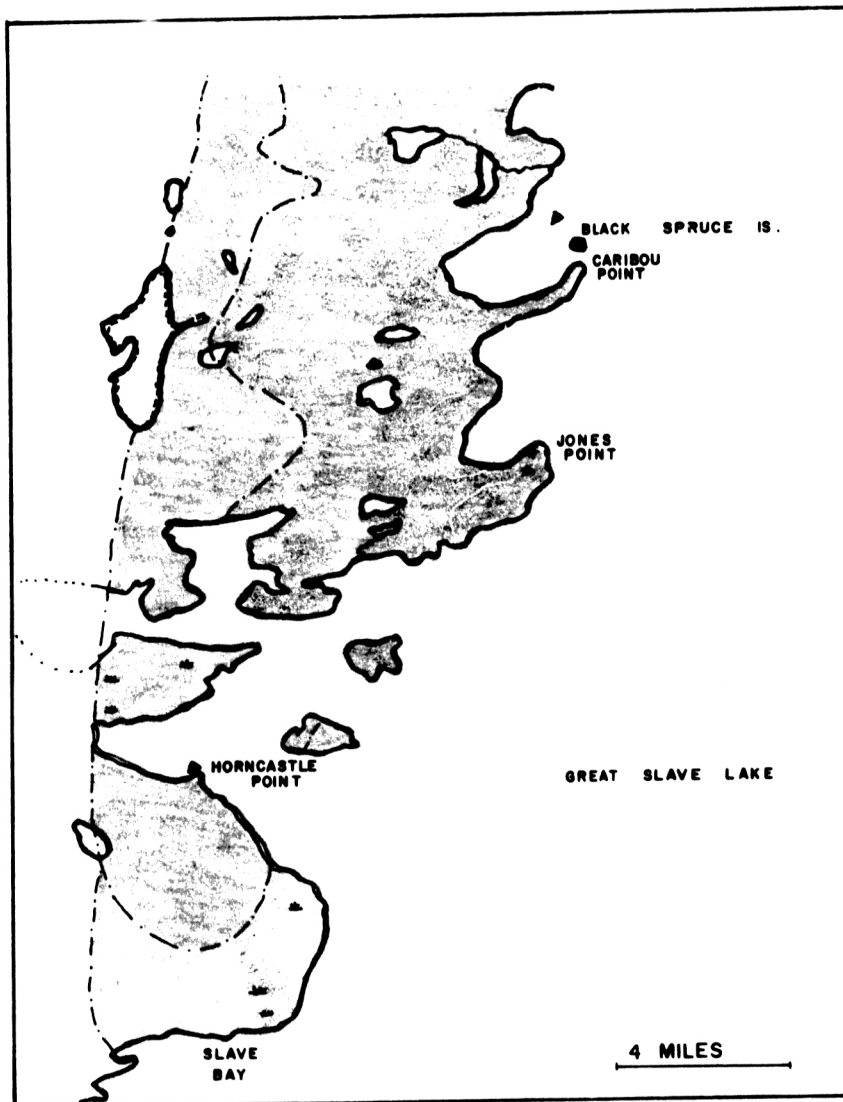 BLACK SPRUCE IS.
CARIBOU
POINT
JONES
POINT
HORNCASTLE
POINT
GREAT SLAVE LAKE
SLAVE
BAY
4 MILES